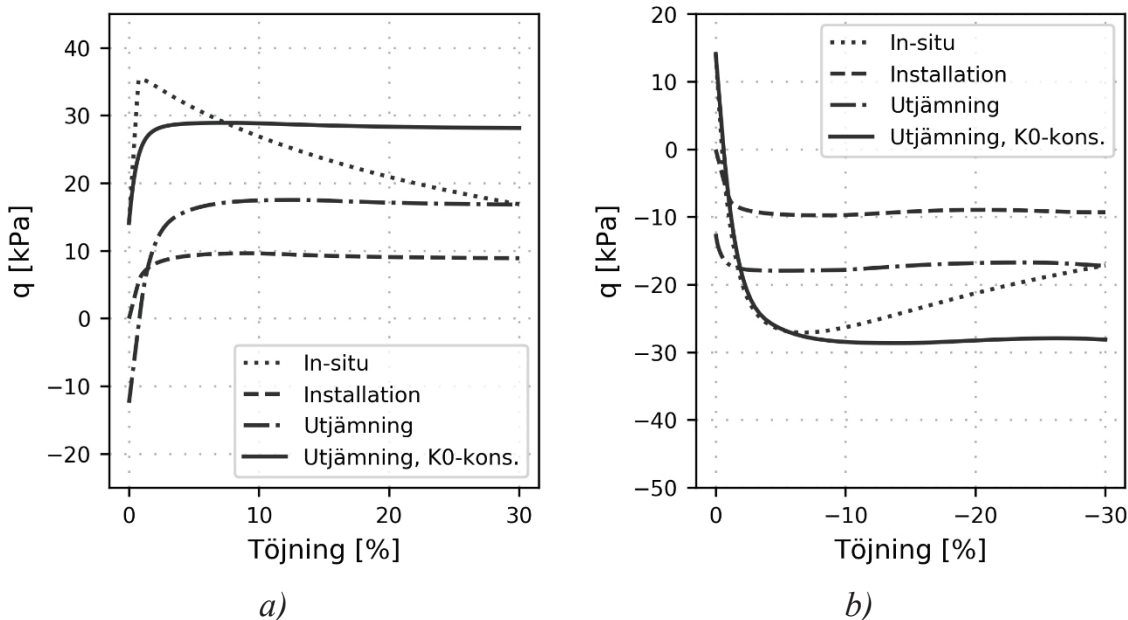 q [kPa]
40
30
20
10
0
−10
−20
In-situ
Installation
Utjämning
Utjämning, K0-kons.
0 10 20 30
Töjning [%]
a)
q [kPa]
20
10
0
−10
−20
−30
−40
−50
In-situ
Installation
Utjämning
Utjämning, K0-kons.
0 −10 −20 −30
Töjning [%]
b)